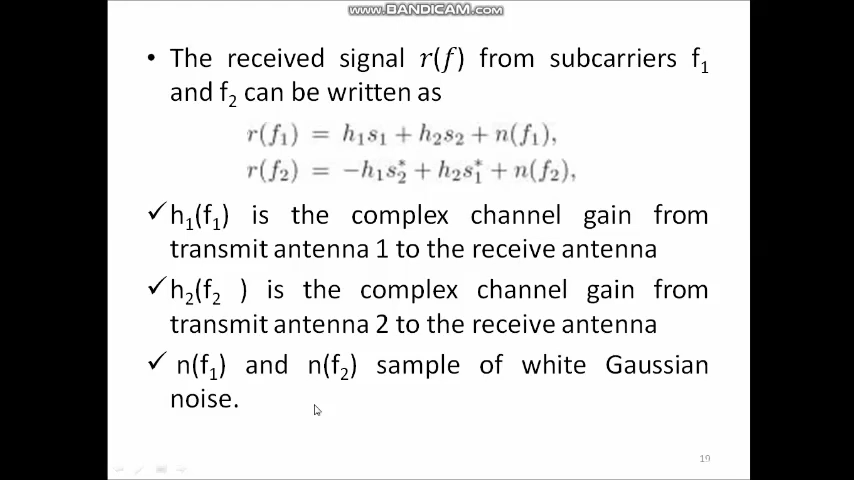 WWW.BANDICAM.COM
• The received signal r(f) from subcarriers f₁
and f₂ can be written as
r(f₁) = h₁s₁ + h₂s₂ + n(f₁),
r(f₂) = −h₁s₂* + h₂s₁* + n(f₂),
✓h₁(f₁) is the complex channel gain from
transmit antenna 1 to the receive antenna
✓h₂(f₂ ) is the complex channel gain from
transmit antenna 2 to the receive antenna
✓ n(f₁) and n(f₂) sample of white Gaussian
noise.
19